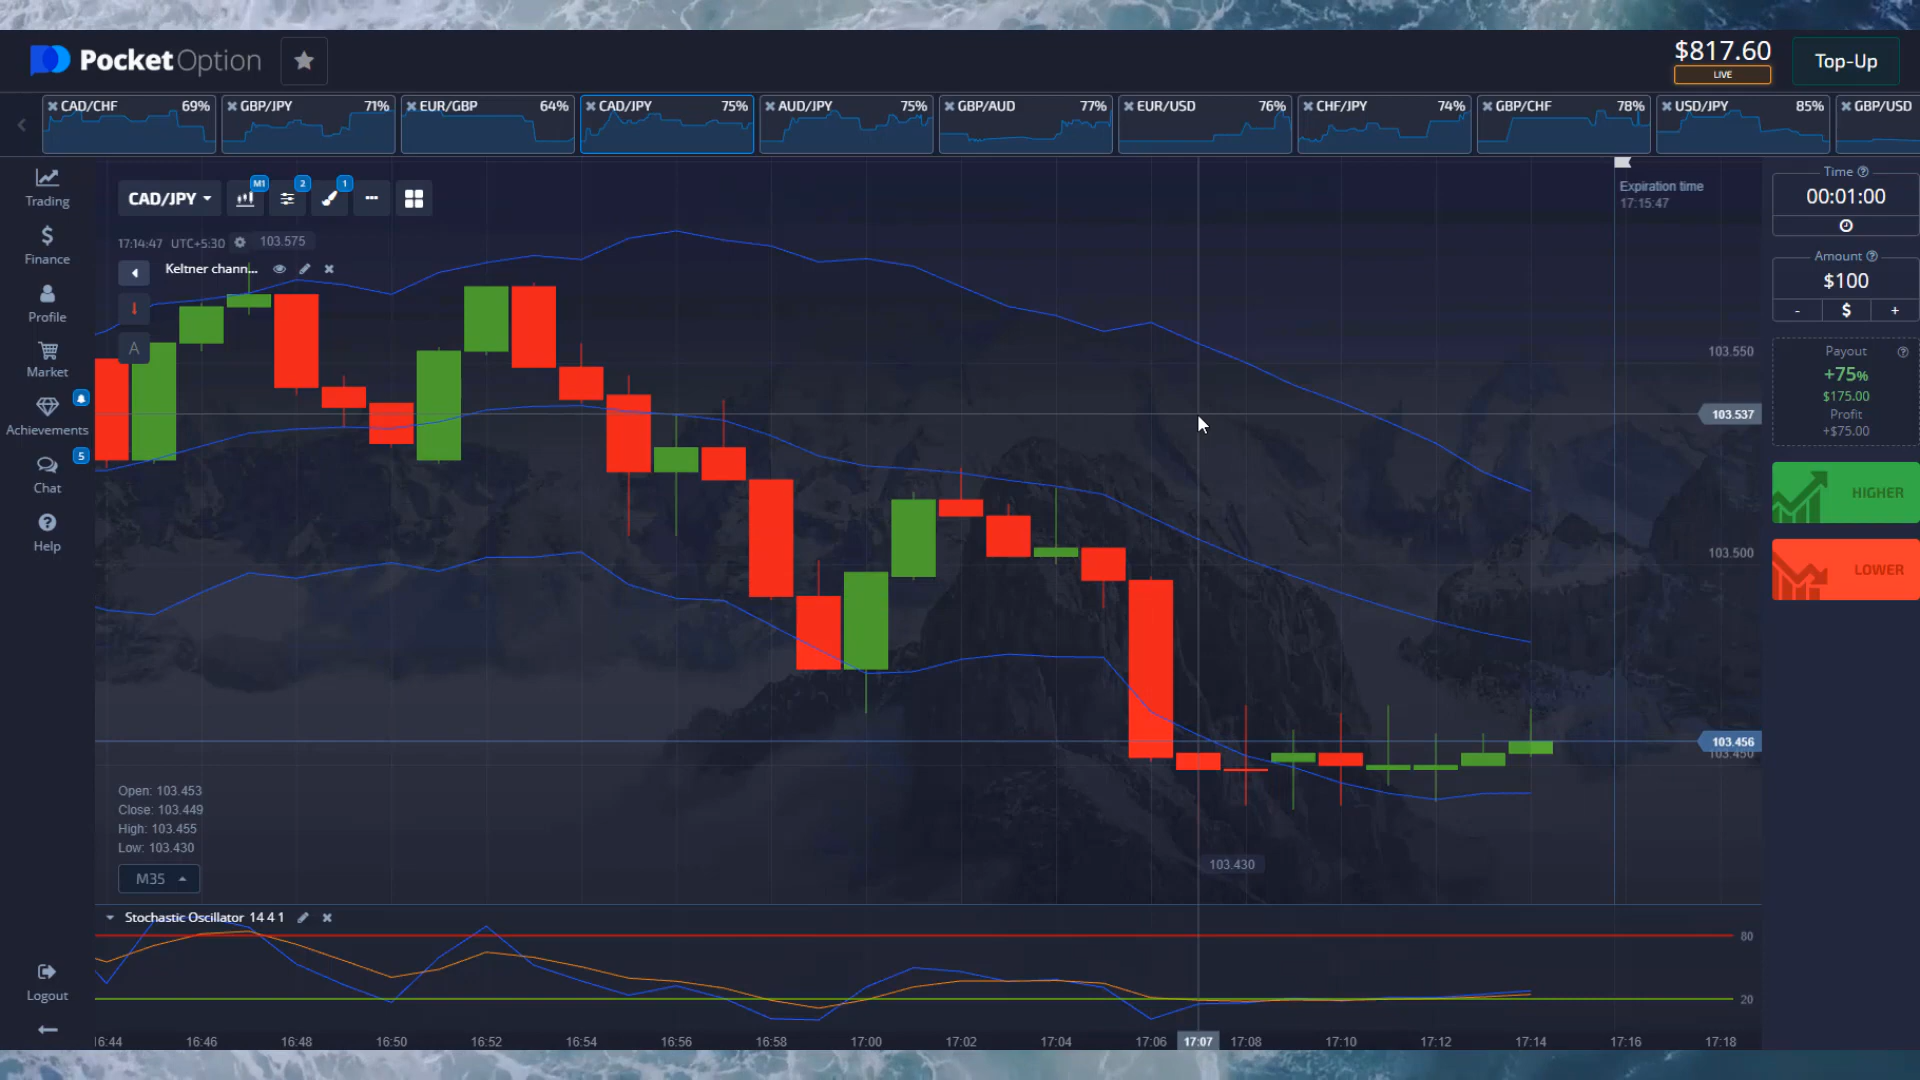 PocketOption
$817.60
LIVE
Top-Up
CAD/CHF 69%
GBP/JPY 71%
EUR/GBP 64%
CAD/JPY 75%
AUD/JPY 75%
GBP/AUD 77%
EUR/USD 76%
CHF/JPY 74%
GBP/CHF 78%
USD/JPY 85%
GBP/USD
Trading
Finance
Profile
Market
Achievements
5
Chat
Help
Logout
CAD/JPY
M1
2
1
17:14:47 UTC+5:30
103.575
Keltner chann...
A
Expiration time
17:15:47
103.550
103.537
103.500
103.456
103.450
103.430
Open: 103.453
Close: 103.449
High: 103.455
Low: 103.430
M35
Stochastic Oscillator 14 4 1
80
20
16:44 16:46 16:48 16:50 16:52 16:54 16:56 16:58 17:00 17:02 17:04 17:06 17:07 17:08 17:10 17:12 17:14 17:16 17:18
Time
00:01:00
Amount
$100
- $ +
Payout
+75%
$175.00
Profit
+$75.00
HIGHER
LOWER